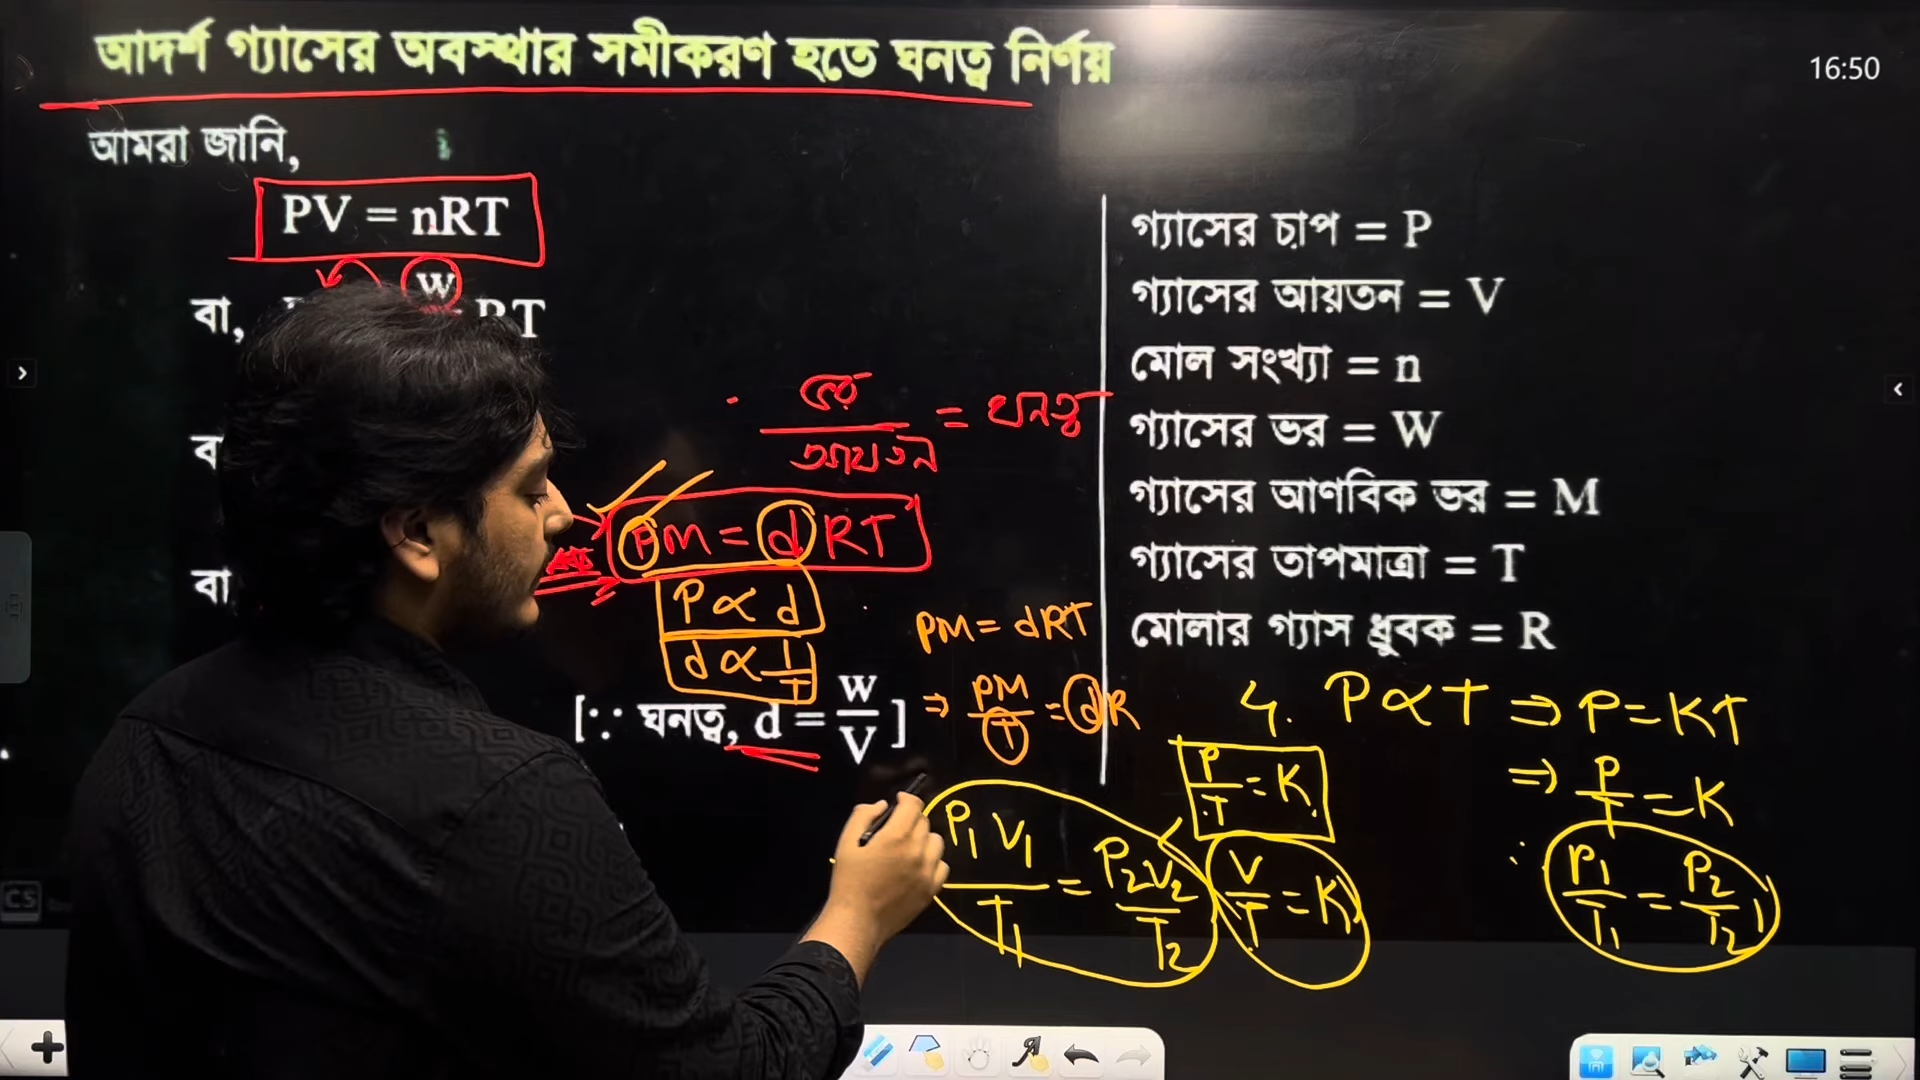 আদর্শ গ্যাসের অবস্থার সমীকরণ হতে ঘনত্ব নির্ণয়
16:50
আমরা জানি,
PV = nRT
বা,
W
RT
ভর
আয়তন
= ঘনত্ব
PM = dRT
P ∝ d
d ∝ 1/T
[∵ ঘনত্ব, d = W/V]
বা
PM = dRT
⇒ PM/T = dR
গ্যাসের চাপ = P
গ্যাসের আয়তন = V
মোল সংখ্যা = n
গ্যাসের ভর = W
গ্যাসের আণবিক ভর = M
গ্যাসের তাপমাত্রা = T
মোলার গ্যাস ধ্রুবক = R
4. P ∝ T ⇒ P = KT
⇒ P/T = K
∴ P₁/T₁ = P₂/T₂
P/T = K
V/T = K
P₁V₁/T₁ = P₂V₂/T₂
CS